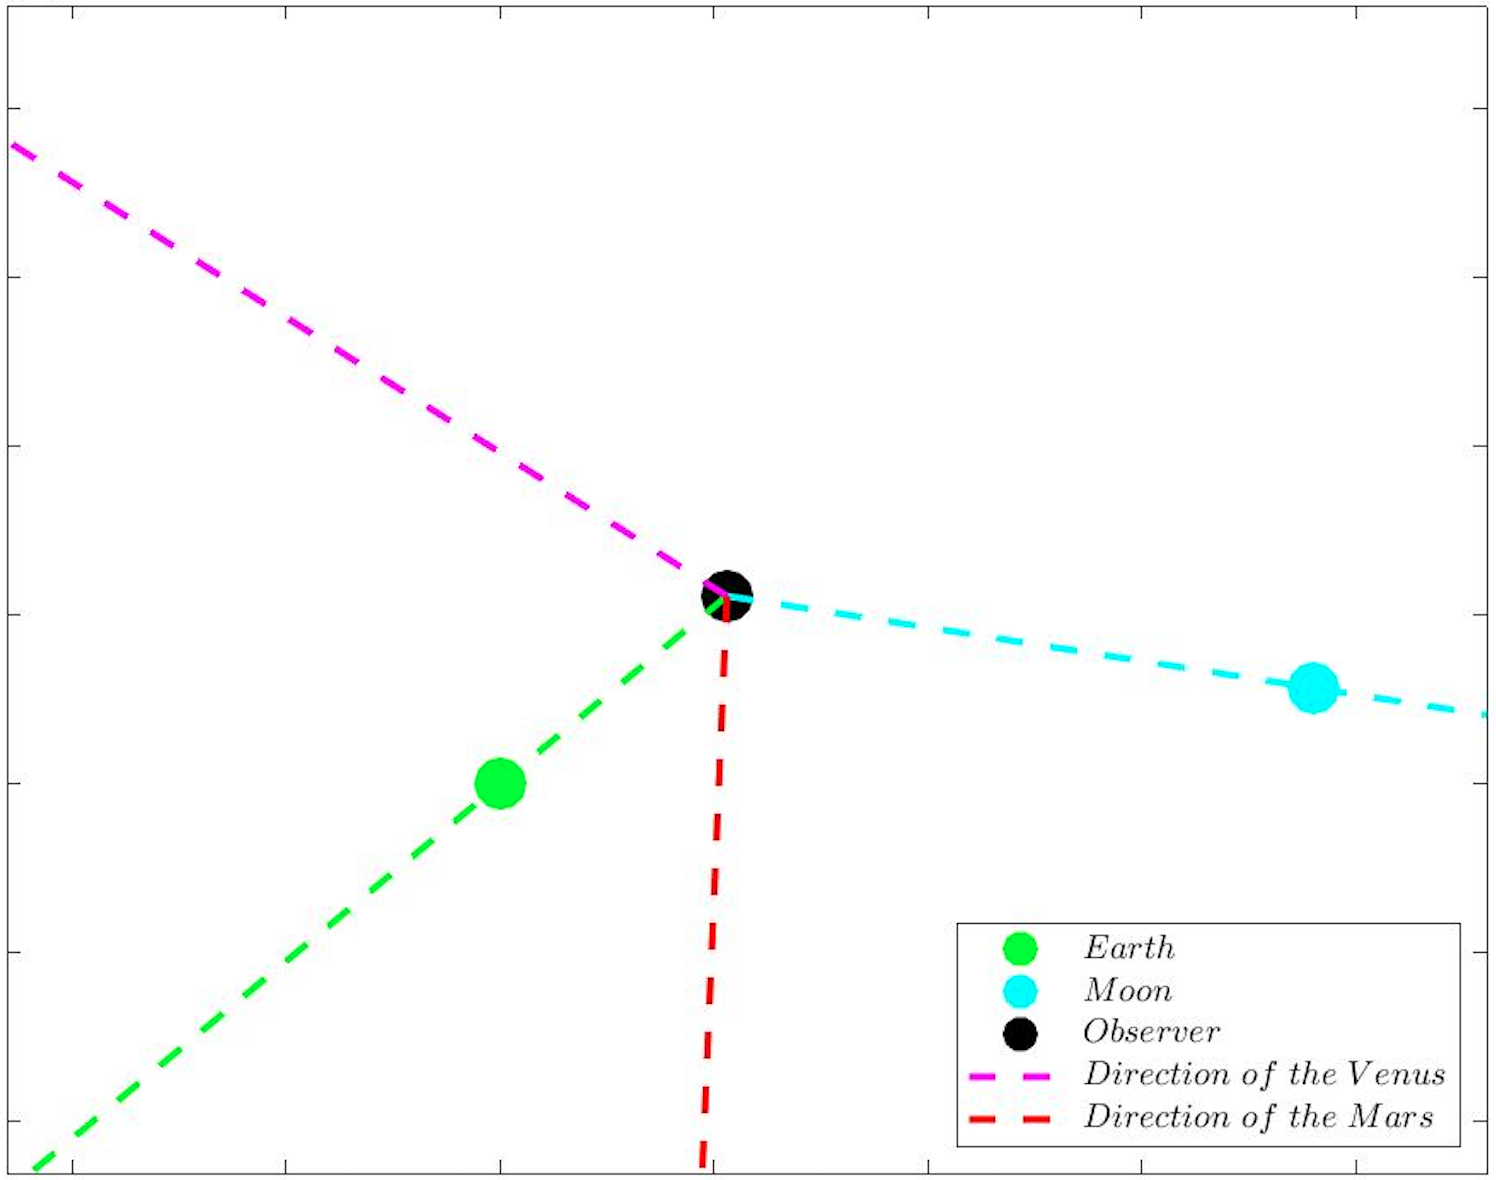 Earth
Moon
Observer
Direction of the Venus
Direction of the Mars